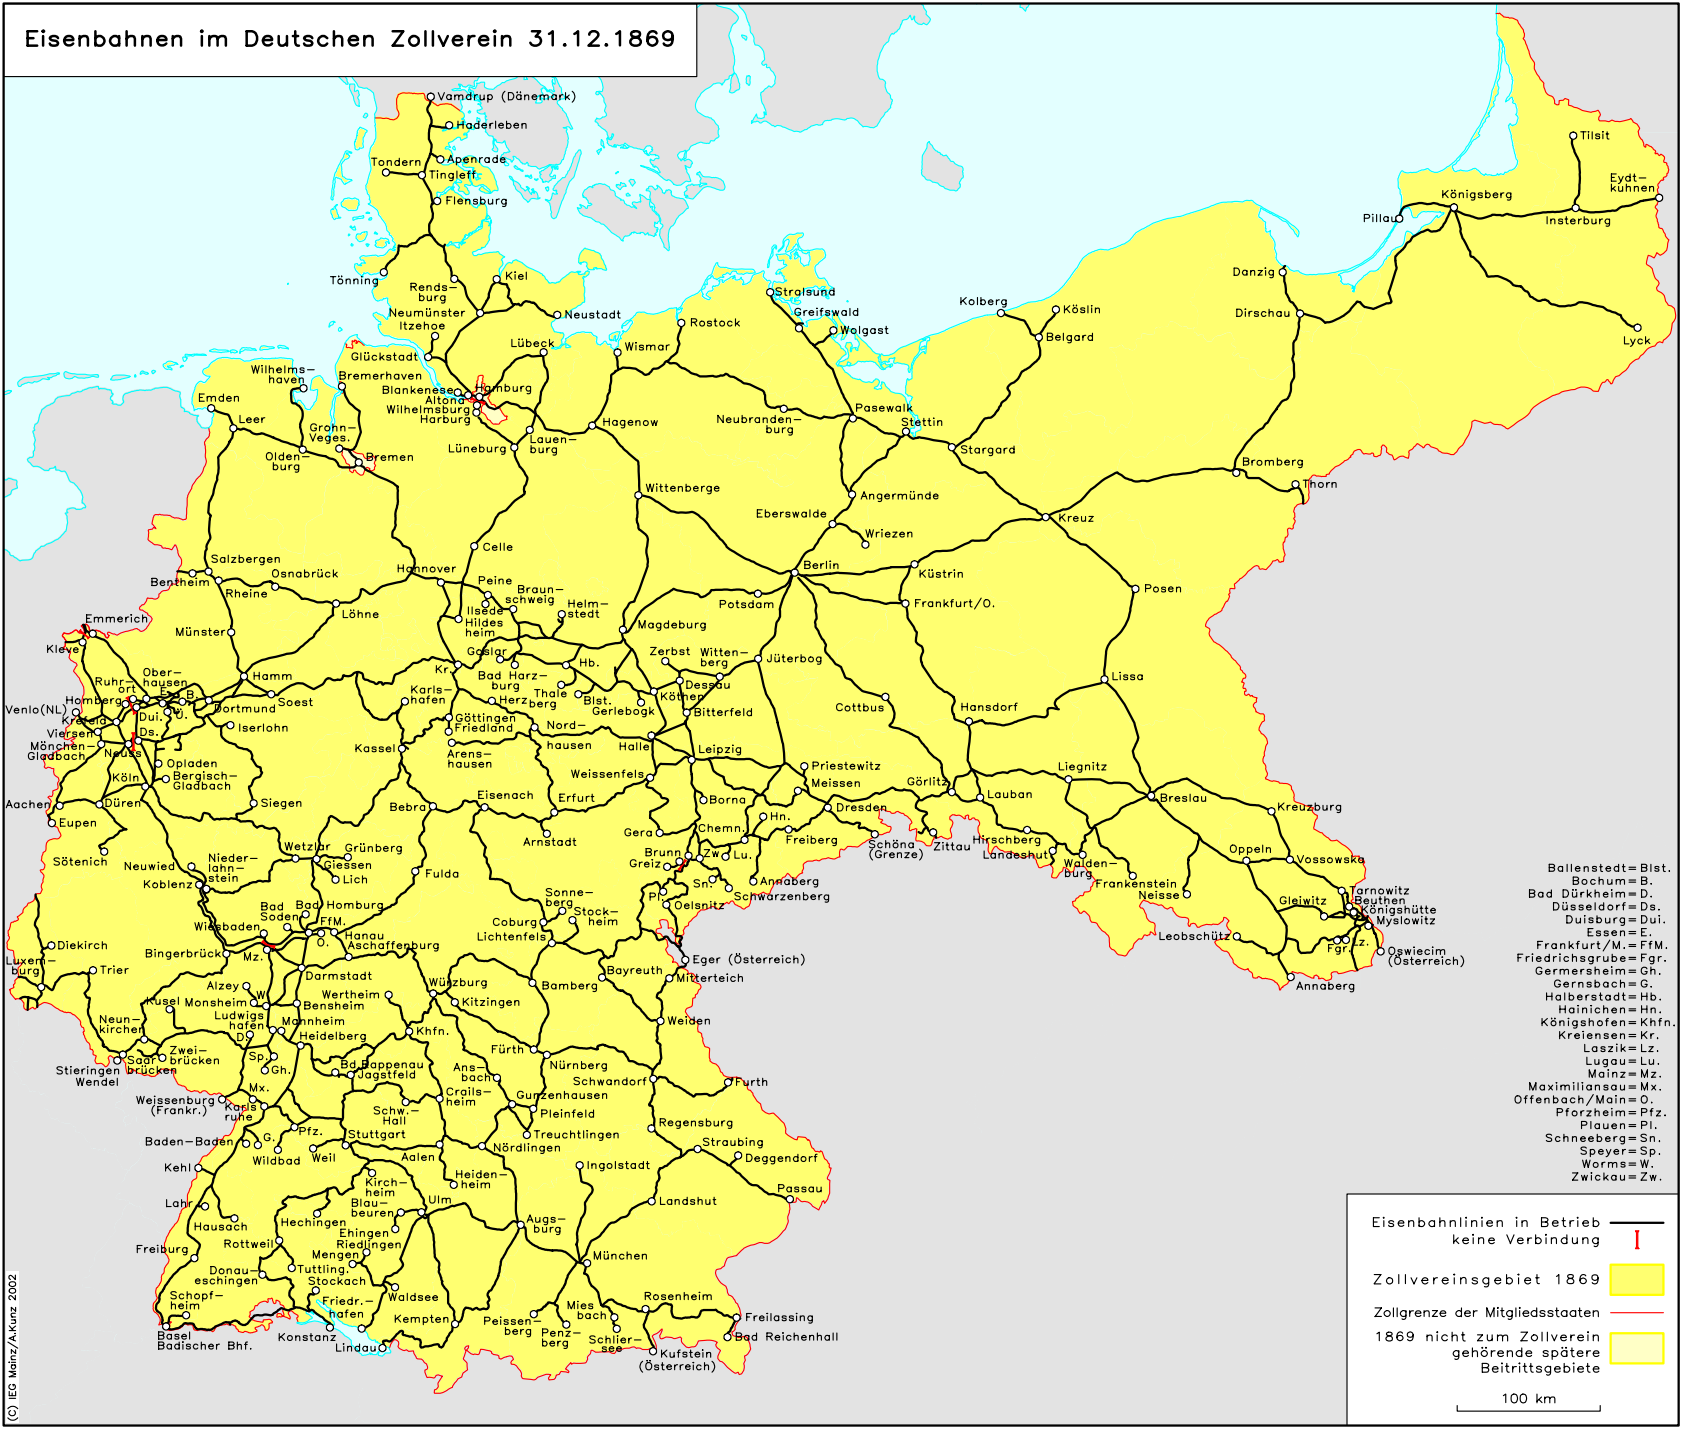 Eisenbahnen im Deutschen Zollverein 31.12.1869
Vamdrup (Dänemark)
Haderleben
Apenrade
Tondern
Tingleff
Flensburg
Tönning
Rends-
burg
Kiel
Neumünster
Neustadt
Itzehoe
Glückstadt
Lübeck
Wismar
Rostock
Stralsund
Greifswald
Wolgast
Kolberg
Köslin
Belgard
Danzig
Dirschau
Pillau
Königsberg
Tilsit
Insterburg
Eydt-
kuhnen
Lyck
Wilhelms-
haven
Bremerhaven
Blankenese
Hamburg
Altona
Wilhelmsburg
Harburg
Emden
Leer
Grohn-
Veges.
Olden-
burg
Bremen
Lüneburg
Lauen-
burg
Hagenow
Neubranden-
burg
Pasewalk
Stettin
Stargard
Bromberg
Thorn
Wittenberge
Angermünde
Eberswalde
Wriezen
Kreuz
Celle
Salzbergen
Bentheim
Rheine
Osnabrück
Löhne
Hannover
Peine
Braun-
schweig
Ilsede
Hildes
heim
Helm-
stedt
Berlin
Potsdam
Küstrin
Frankfurt/O.
Posen
Emmerich
Kleve
Münster
Magdeburg
Goslar
Hb.
Zerbst
Witten-
berg
Jüterbog
Lissa
Ober-
hausen
Ruhr-
ort
Homberg
Venlo(NL)
Krefeld
Viersen
Mönchen-
Gladbach
Neuss
E.
B.
W.
U.
Dui.
Ds.
Hamm
Soest
Dortmund
Iserlohn
Kr.
Bad Harz-
burg
Karls-
hafen
Herz
berg
Thale
Blst.
Gerlebogk
Köthen
Dessau
Bitterfeld
Göttingen
Friedland
Nord-
hausen
Arens-
hausen
Kassel
Halle
Leipzig
Weissenfels
Cottbus
Hansdorf
Priestewitz
Meissen
Görlitz
Lauban
Liegnitz
Breslau
Kreuzburg
Opladen
Bergisch-
Gladbach
Köln
Aachen
Düren
Eupen
Siegen
Sötenich
Bebra
Eisenach
Erfurt
Arnstadt
Gera
Borna
Chemn.
Hn.
Dresden
Freiberg
Schöna
(Grenze)
Zittau
Hirschberg
Landeshut
Walden-
burg
Frankenstein
Neisse
Oppeln
Vossowska
Tarnowitz
Beuthen
Königshütte
Myslowitz
Gleiwitz
Leobschütz
Fgr.
Lz.
Oswiecim
(Österreich)
Annaberg
Neuwied
Nieder-
lahn-
stein
Koblenz
Wetzlar
Grünberg
Giessen
Lich
Fulda
Brunn
Greiz
Zw.
Lu.
Sn.
Annaberg
Schwarzenberg
Pl.
Oelsnitz
Bad
Soden
Bad Homburg
Wiesbaden
FfM.
O.
Hanau
Aschaffenburg
Mz.
Bingerbrück
Sonne-
berg
Stock-
heim
Coburg
Lichtenfels
Eger (Österreich)
Mitterteich
Diekirch
Luxem-
burg
Trier
Darmstadt
Bayreuth
Bamberg
Alzey
Monsheim
Kusel
W.
Bensheim
Wertheim
Würzburg
Kitzingen
Weiden
Ludwigs
hafen
Mannheim
Heidelberg
Khfn.
Neun-
kirchen
D.
Sp.
Gh.
Zwei-
brücken
Saar
brücken
Stieringen
Wendel
Bd.Rappenau
Jagstfeld
Ans-
bach
Fürth
Nürnberg
Schwandorf
Furth
Weissenburg
(Frankr.)
Mx.
Karls
ruhe
Schw.-
Hall
Crails-
heim
Gunzenhausen
Pleinfeld
Treuchtlingen
Regensburg
Baden-Baden
G.
Pfz.
Wildbad
Weil
Stuttgart
Aalen
Nördlingen
Straubing
Deggendorf
Kehl
Kirch-
heim
Heiden-
heim
Ingolstadt
Passau
Landshut
Lahr
Hausach
Hechingen
Blau-
beuren
Ulm
Ehingen
Augs-
burg
Freiburg
Rottweil
Riedlingen
Mengen
Donau-
eschingen
Tuttling.
Stockach
Waldsee
München
Schopf-
heim
Friedr.-
hafen
Basel
Badischer Bhf.
Konstanz
Lindau
Kempten
Peissen-
berg
Penz-
berg
Mies
bach
Schlier-
see
Rosenheim
Freilassing
Bad Reichenhall
Kufstein
(Österreich)
Ballenstedt=Blst.
Bochum=B.
Bad Dürkheim=D.
Düsseldorf=Ds.
Duisburg=Dui.
Essen=E.
Frankfurt/M.=FfM.
Friedrichsgrube=Fgr.
Germersheim=Gh.
Gernsbach=G.
Halberstadt=Hb.
Hainichen=Hn.
Königshofen=Khfn.
Kreiensen=Kr.
Laszik=Lz.
Lugau=Lu.
Mainz=Mz.
Maximiliansau=Mx.
Offenbach/Main=O.
Pforzheim=Pfz.
Plauen=Pl.
Schneeberg=Sn.
Speyer=Sp.
Worms=W.
Zwickau=Zw.
Eisenbahnlinien in Betrieb
keine Verbindung
Zollvereinsgebiet 1869
Zollgrenze der Mitgliedsstaaten
1869 nicht zum Zollverein
gehörende spätere
Beitrittsgebiete
100 km
(C) IEG Mainz/A.Kunz 2002